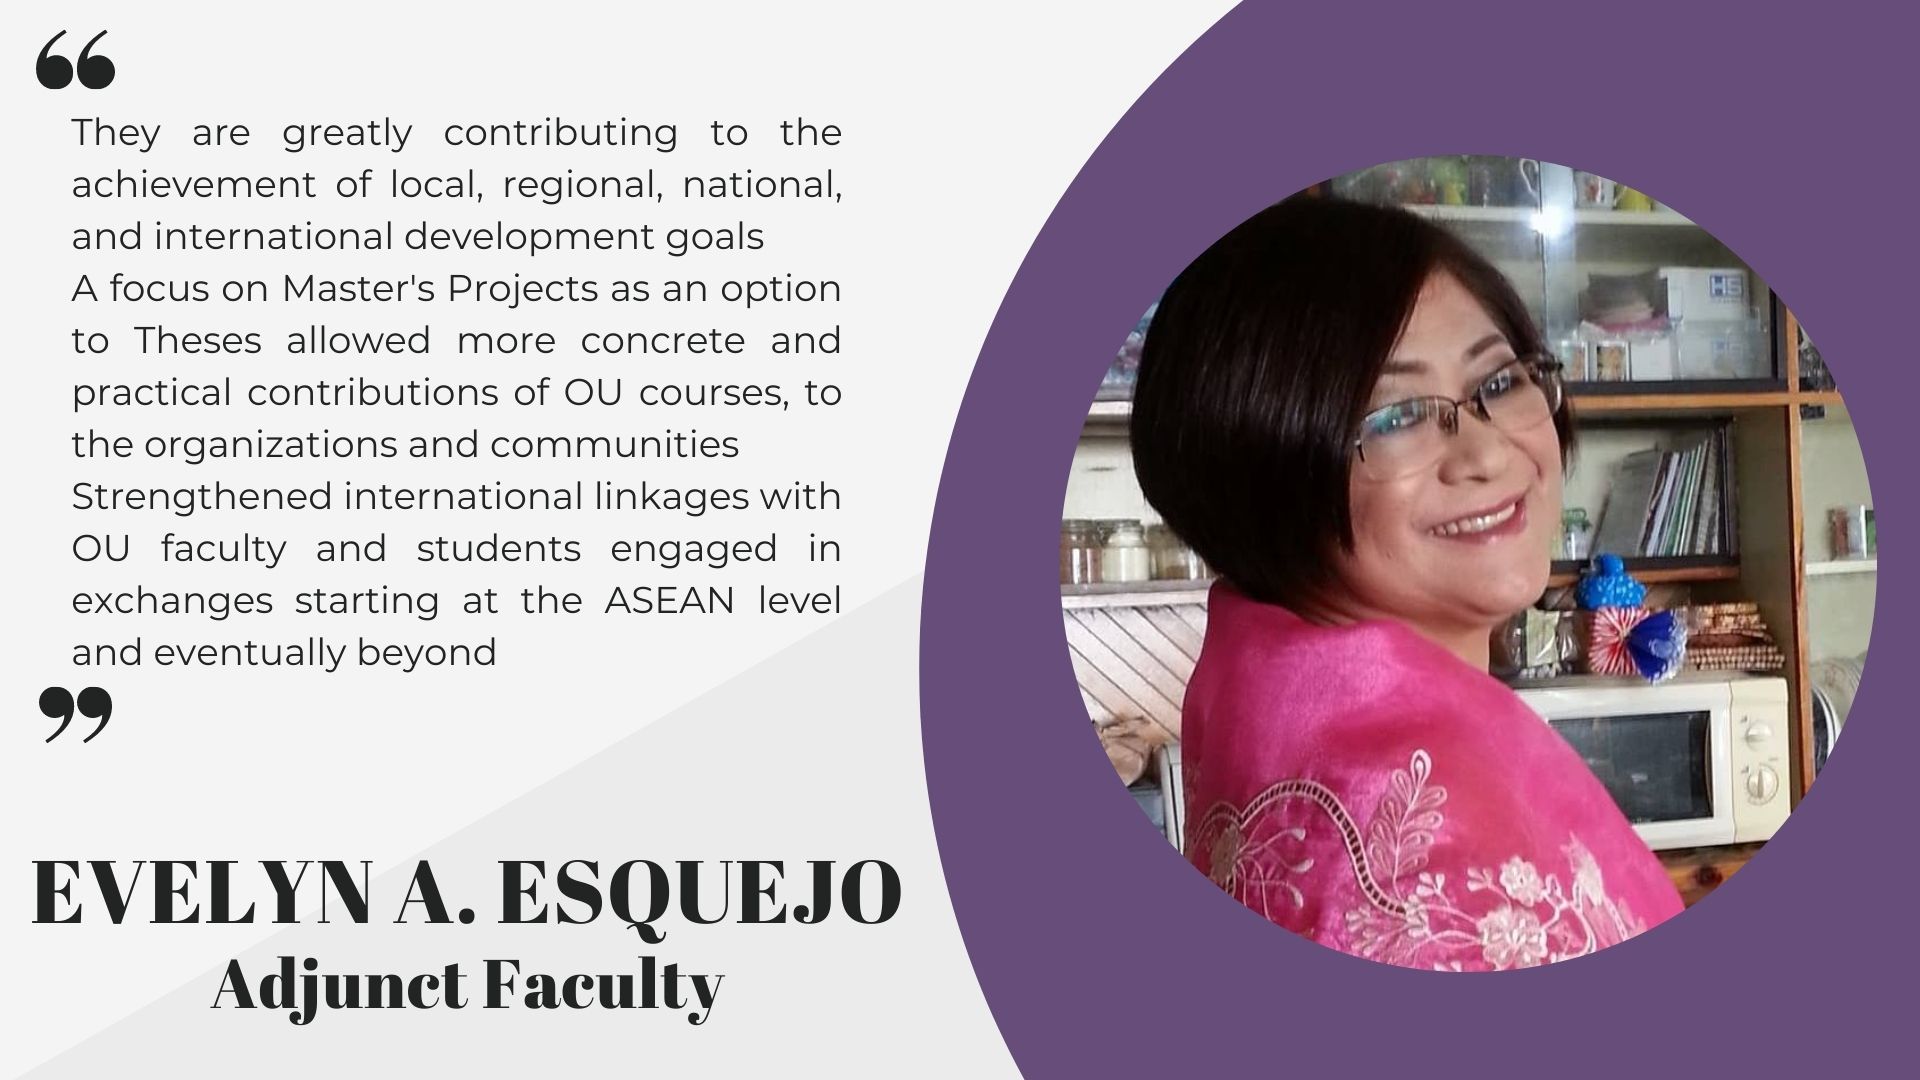 “
They are greatly contributing to the
achievement of local, regional, national,
and international development goals
A focus on Master's Projects as an option
to Theses allowed more concrete and
practical contributions of OU courses, to
the organizations and communities
Strengthened international linkages with
OU faculty and students engaged in
exchanges starting at the ASEAN level
and eventually beyond
”
EVELYN A. ESQUEJO
Adjunct Faculty
HS